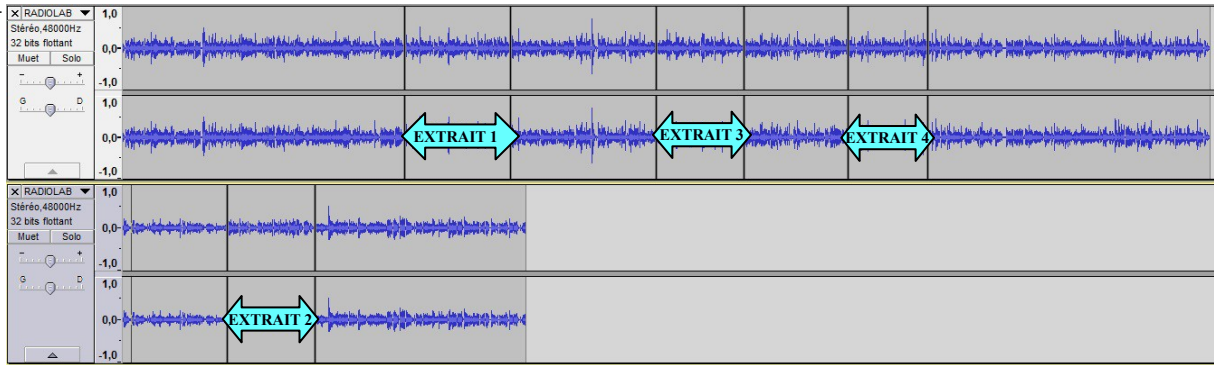 RADIOLAB
Stéréo,48000Hz
32 bits flottant
Muet Solo
- +
G D
1,0
0,0-
-1,0
1,0
0,0-
-1,0
EXTRAIT 1 EXTRAIT 3 EXTRAIT 4
RADIOLAB
Stéréo,48000Hz
32 bits flottant
Muet Solo
- +
G D
1,0
0,0-
-1,0
1,0
0,0-
-1,0
EXTRAIT 2